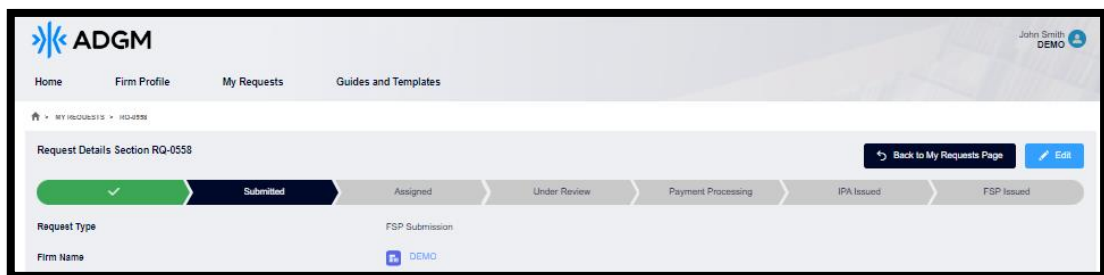 ADGM
John Smith
DEMO
Home Firm Profile My Requests Guides and Templates
> MY REQUESTS > RQ-0558
Request Details Section RQ-0558
Back to My Requests Page Edit
Submitted Assigned Under Review Payment Processing IPA Issued FSP Issued
Request Type FSP Submission
Firm Name DEMO